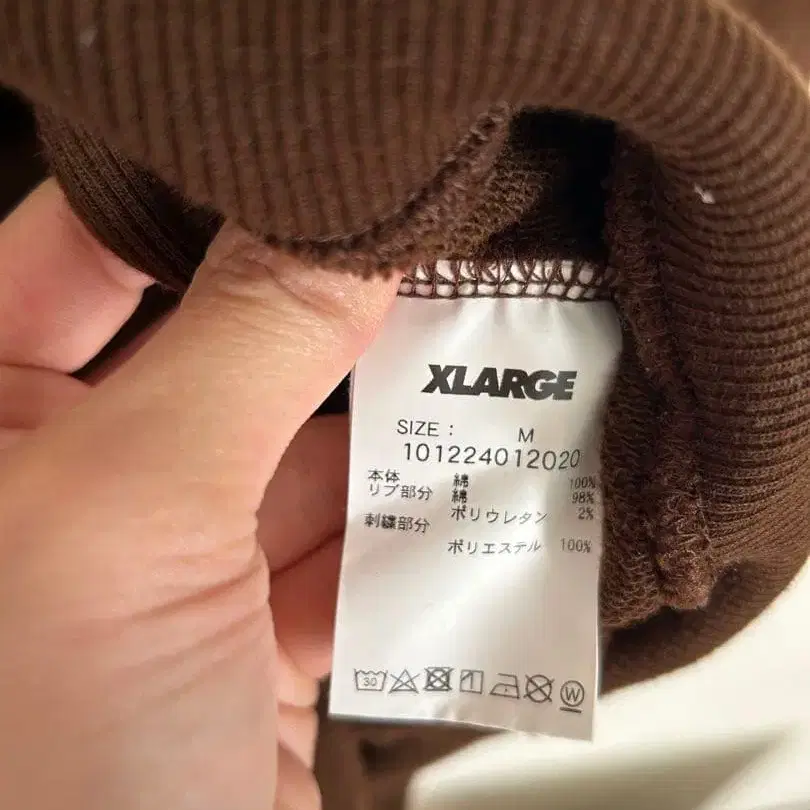 XLARGE
SIZE : M
101224012020
本体 綿 100%
リブ部分 綿 98%
ポリウレタン 2%
刺繍部分
ポリエステル 100%
30
W